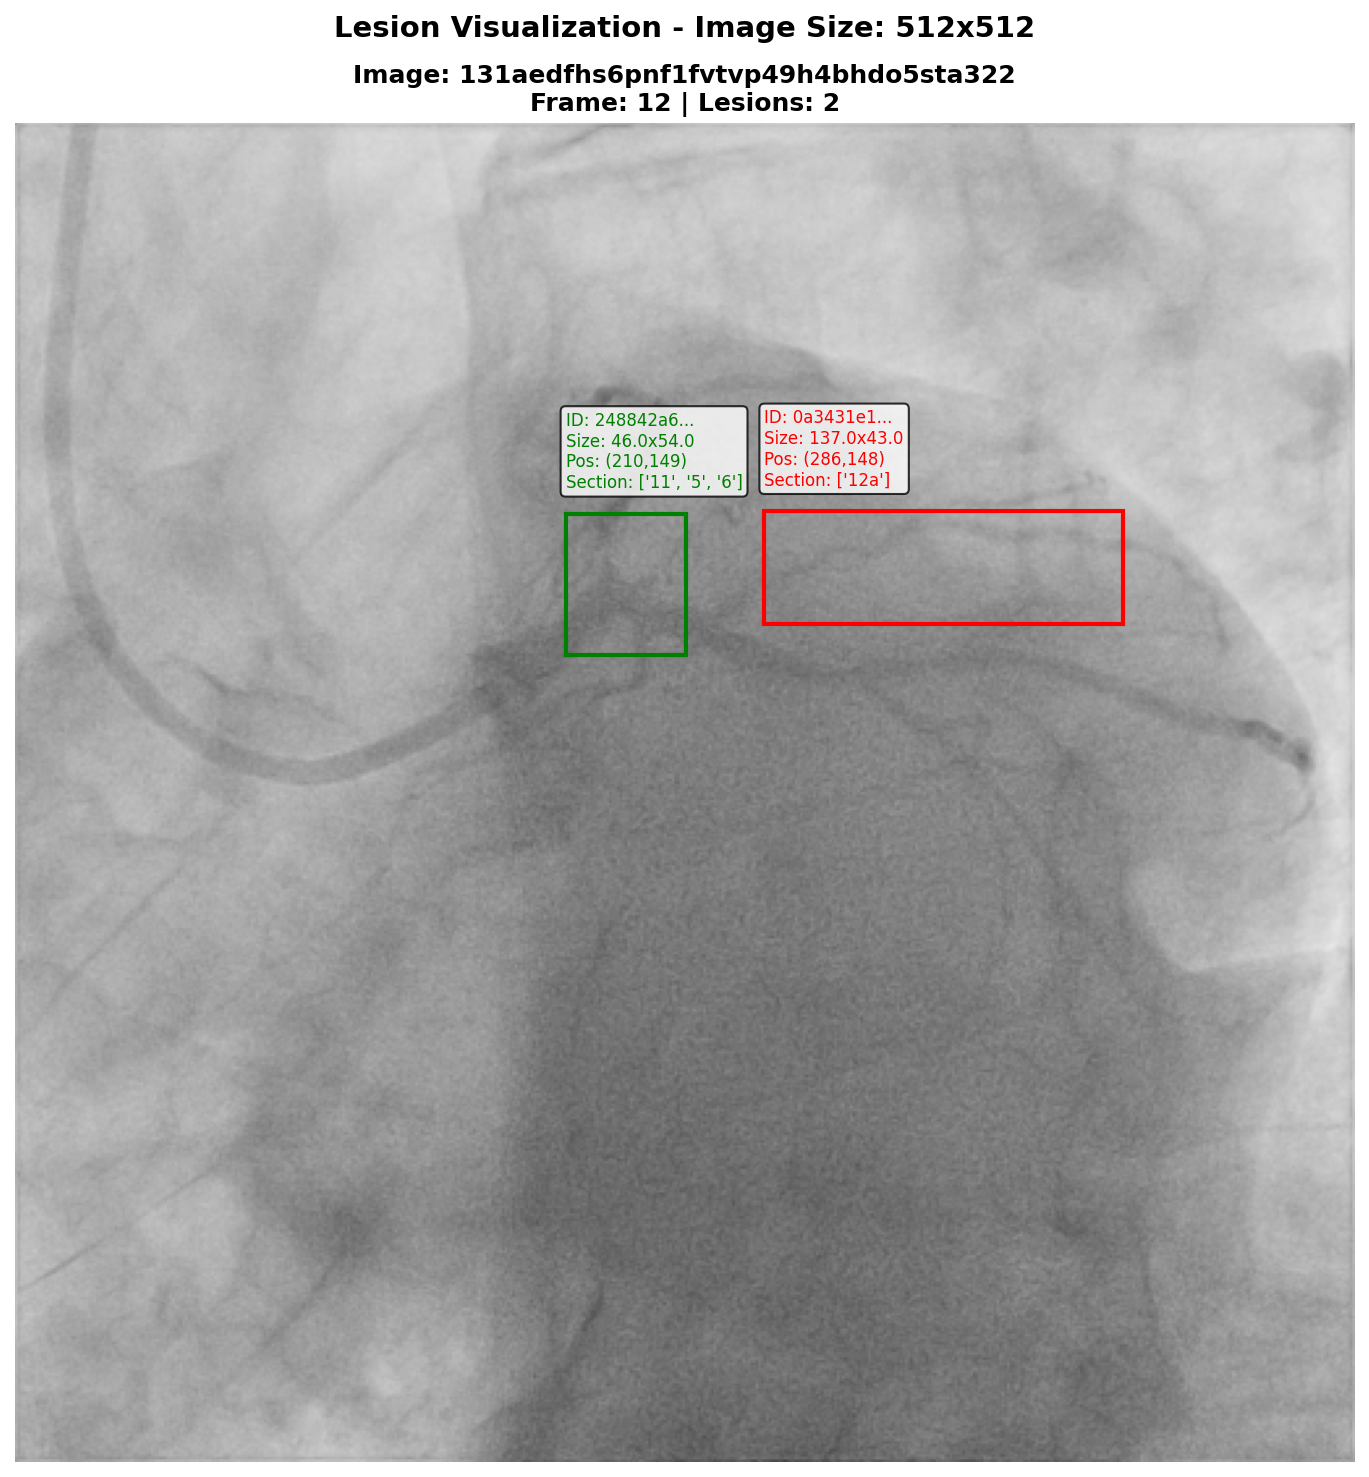 Lesion Visualization - Image Size: 512x512
Image: 131aedfhs6pnf1fvtvp49h4bhdo5sta322
Frame: 12 | Lesions: 2
ID: 248842a6...
Size: 46.0x54.0
Pos: (210,149)
Section: ['11', '5', '6']
ID: 0a3431e1...
Size: 137.0x43.0
Pos: (286,148)
Section: ['12a']